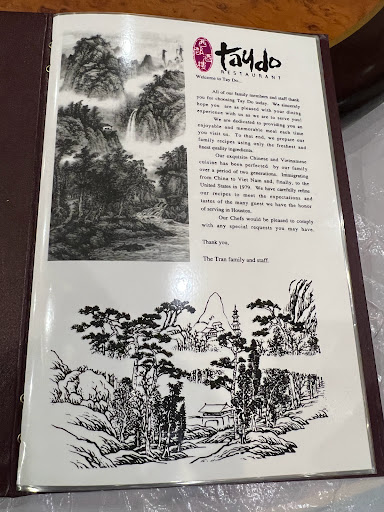 西都酒樓
taydo
RESTAURANT
Welcome to Tay Do...
All of our family members and staff thank
you for choosing Tay Do today. We sincerely
hope you are as pleased with your dining
experience with us as we are to serve you!
We are dedicated to providing you an
enjoyable and memorable meal each time
you visit us. To that end, we prepare our
family recipes using only the freshest and
finest quality ingredients.
Our exquisite Chinese and Vietnamese
cuisine has been perfected by our family
over a period of two generations. Immigrating
from China to Viet Nam and, finally, to the
United States in 1979. We have carefully refine
our recipes to meet the expectations and
tastes of the many guest we have the honor
of serving in Houston.
Our Chefs would be pleased to comply
with any special requests you may have.
Thank you,
The Tran family and staff.